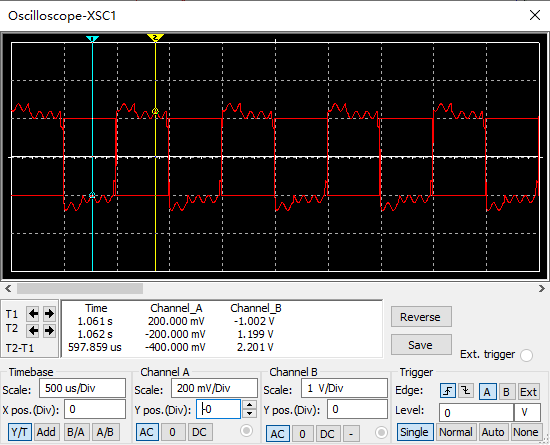 Oscilloscope-XSC1
1 2
T1
T2
T2-T1
Time Channel_A Channel_B
1.061 s 200.000 mV -1.002 V
1.062 s -200.000 mV 1.199 V
597.859 us -400.000 mV 2.201 V
Reverse
Save
Ext. trigger
Timebase
Scale: 500 us/Div
X pos.(Div): 0
Y/T Add B/A A/B
Channel A
Scale: 200 mV/Div
Y pos.(Div): -0
AC 0 DC
Channel B
Scale: 1 V/Div
Y pos.(Div): 0
AC 0 DC -
Trigger
Edge: A B Ext
Level: 0 V
Single Normal Auto None